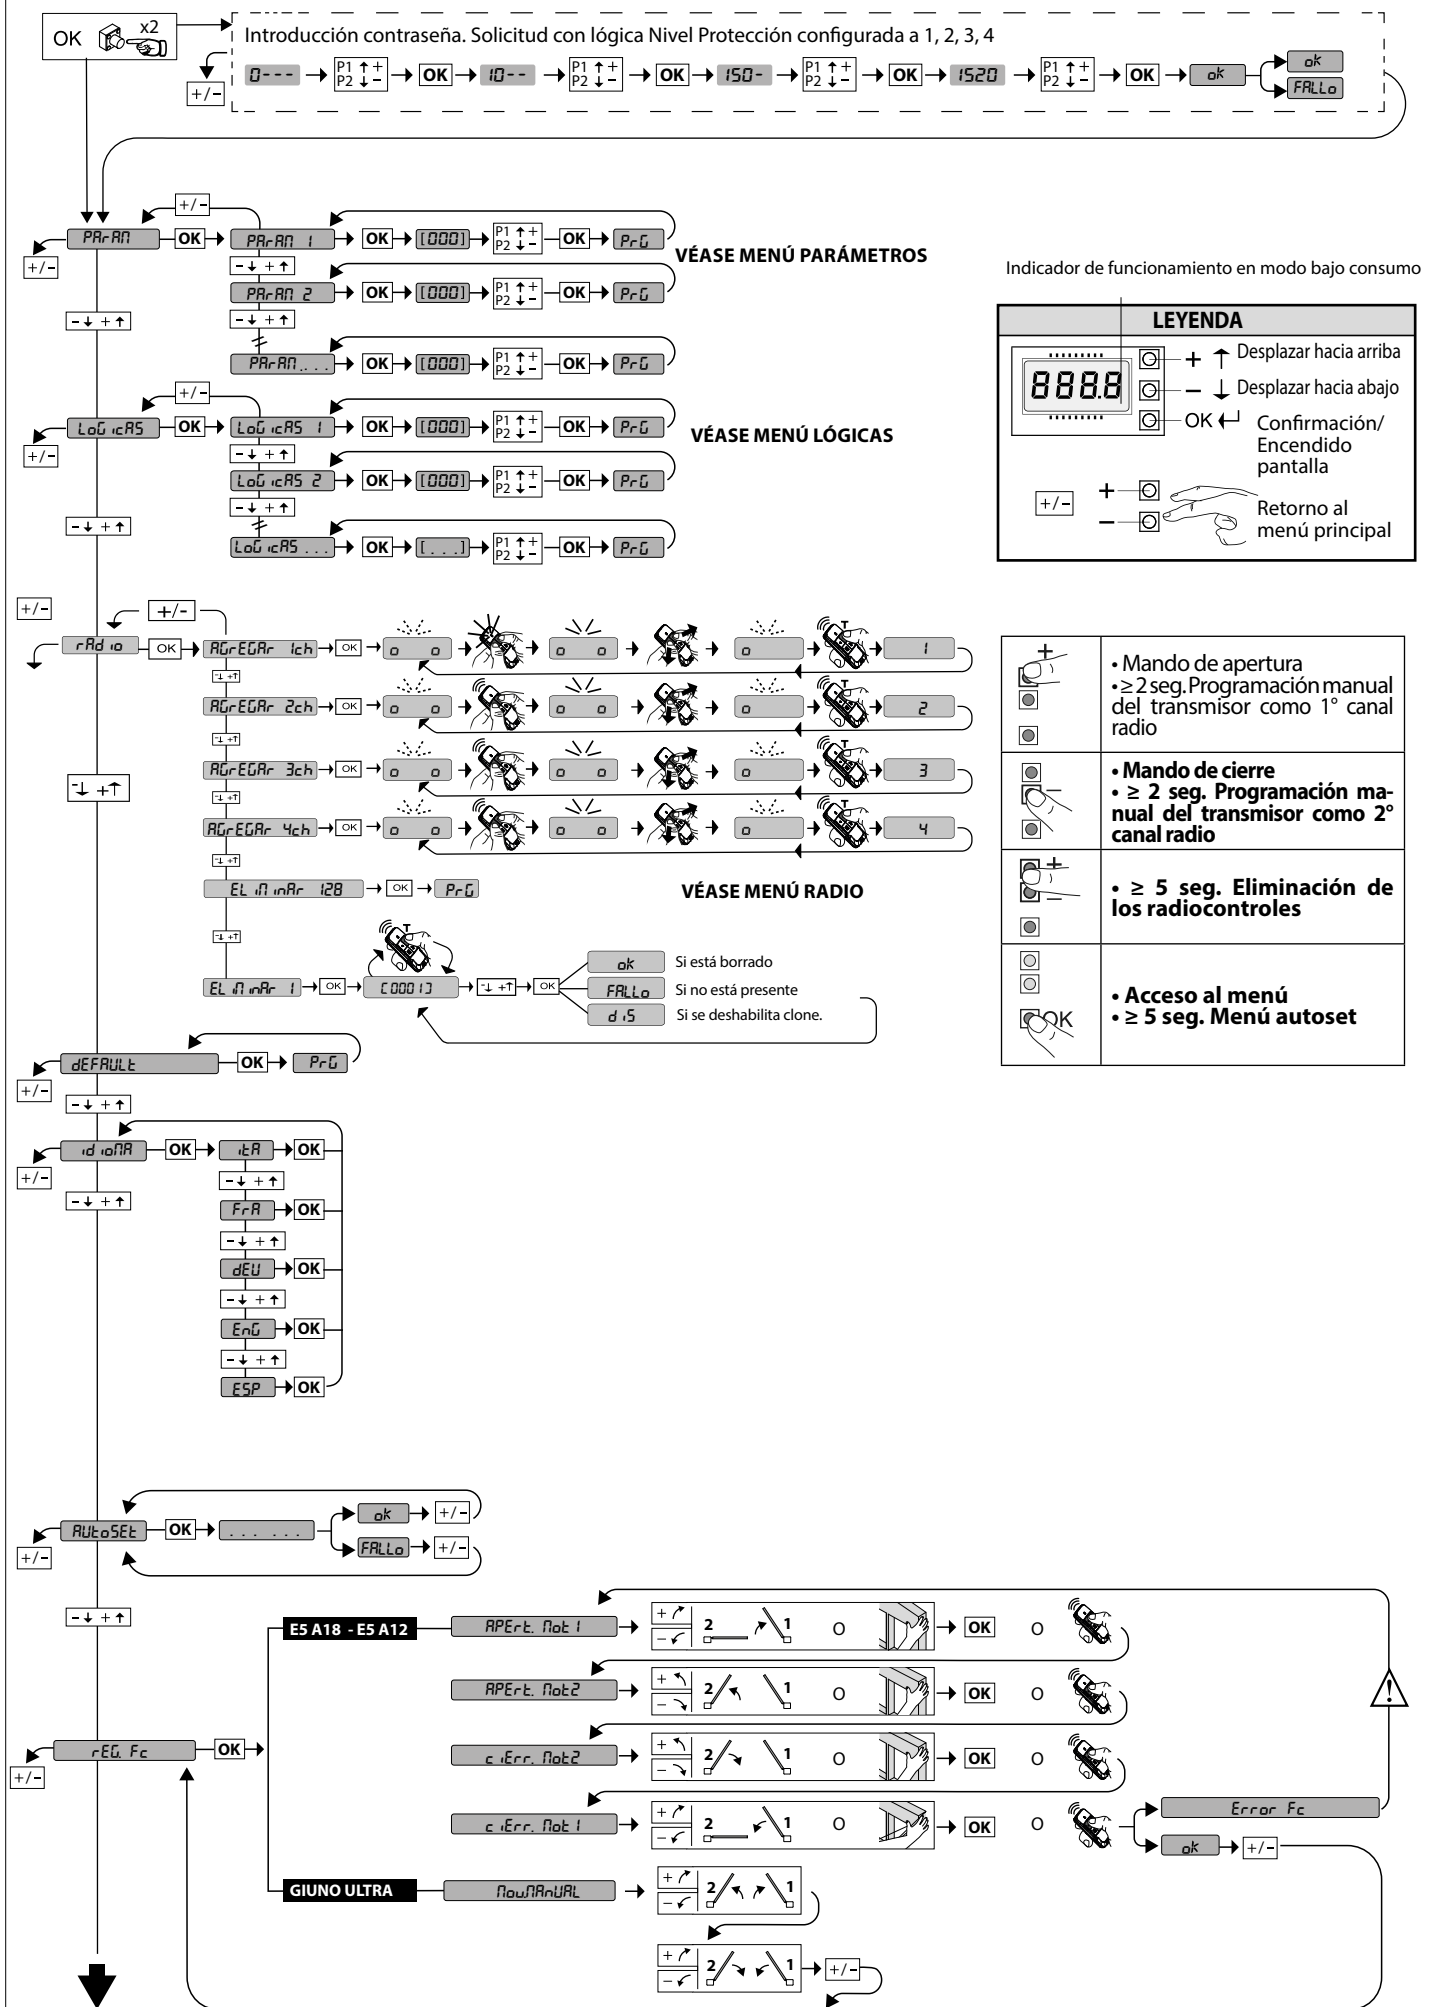 OK x2
Introducción contraseña. Solicitud con lógica Nivel Protección configurada a 1, 2, 3, 4
+/-
0--- P1 ↑ + P2 ↓ - OK 10-- P1 ↑ + P2 ↓ - OK 150- P1 ↑ + P2 ↓ - OK 1520 P1 ↑ + P2 ↓ - OK ok ok
FALLo
+/-
PArAM OK PArAM 1 OK [000] P1 ↑ + P2 ↓ - OK PrG
+/-
VÉASE MENÚ PARÁMETROS
- ↓ + ↑
PArAM 2 OK [000] P1 ↑ + P2 ↓ - OK PrG
- ↓ + ↑
- ↓ + ↑
PArAM... OK [000] P1 ↑ + P2 ↓ - OK PrG
Indicador de funcionamiento en modo bajo consumo
LEYENDA
+ ↑ Desplazar hacia arriba
888.8
- ↓ Desplazar hacia abajo
OK ↵ Confirmación/
Encendido
pantalla
+/- +
-
Retorno al
menú principal
+/-
LoGicAS OK LoGicAS 1 OK [000] P1 ↑ + P2 ↓ - OK PrG
+/-
VÉASE MENÚ LÓGICAS
- ↓ + ↑
LoGicAS 2 OK [000] P1 ↑ + P2 ↓ - OK PrG
- ↓ + ↑
- ↓ + ↑
LoGicAS ... OK [. . .] P1 ↑ + P2 ↓ - OK PrG
+/- +/-
rAdio OK AGrEGAr 1ch OK o o o o o T 1
-↓ +↑
AGrEGAr 2ch OK o o o o o T 2
-↓ +↑
AGrEGAr 3ch OK o o o o o T 3
-↓ +↑
-↓ +↑
AGrEGAr 4ch OK o o o o o T 4
-↓ +↑
ELiMinAr 128 OK PrG
VÉASE MENÚ RADIO
-↓ +↑
T
ELiMinAr 1 OK [0001] -↓ +↑ OK
ok Si está borrado
FALLo Si no está presente
diS Si se deshabilita clone.
+
• Mando de apertura
• ≥ 2 seg. Programación manual
del transmisor como 1° canal
radio
-
• Mando de cierre
• ≥ 2 seg. Programación ma-
nual del transmisor como 2°
canal radio
+
-
• ≥ 5 seg. Eliminación de
los radiocontroles
OK
• Acceso al menú
• ≥ 5 seg. Menú autoset
dEFAULt OK PrG
+/-
- ↓ + ↑
idioMA OK itA OK
+/-
- ↓ + ↑
- ↓ + ↑
FrA OK
- ↓ + ↑
dEU OK
- ↓ + ↑
EnG OK
- ↓ + ↑
ESP OK
AUtoSEt OK . . . . . . ok +/-
FALLo +/-
+/-
- ↓ + ↑
E5 A18 - E5 A12 APErt. Mot 1 + - 2 1 O OK O
APErt. Mot2 + - 2 1 O OK O
rEG. Fc OK
+/-
ciErr. Mot2 + - 2 1 O OK O
ciErr. Mot 1 + - 2 1 O OK O
Error Fc
ok +/-
!
GIUNO ULTRA Mou.MAnUAL + - 2 1
+ - 2 1 +/-